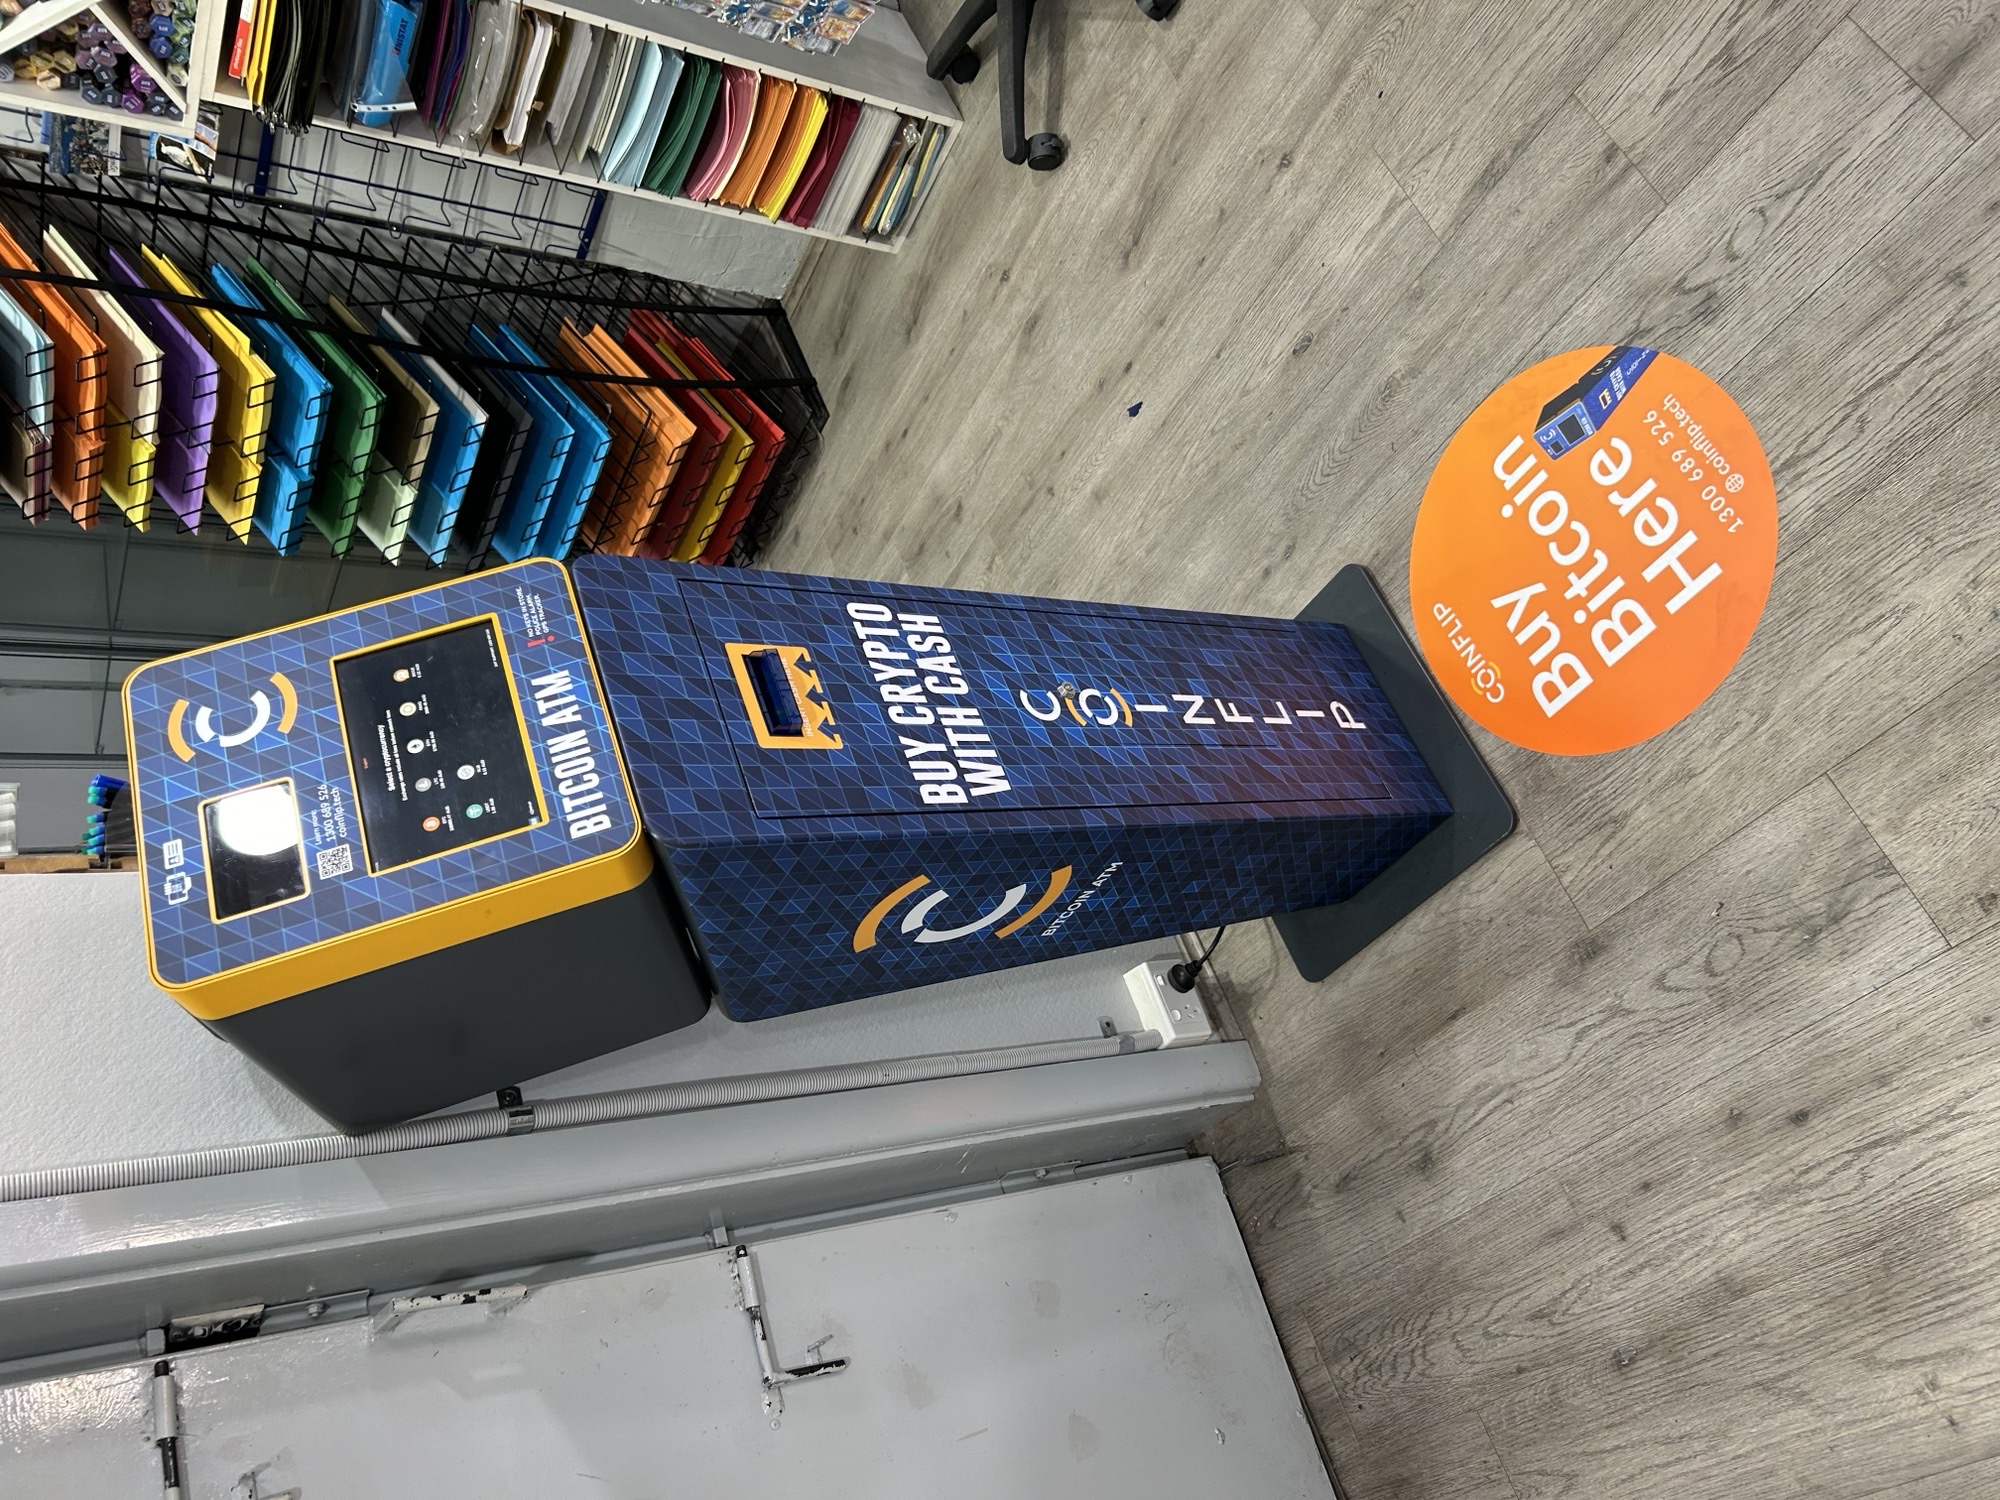 Learn more:
1300 689 526
coinflip.tech
Select a cryptocurrency
BITCOIN ATM
NO KEYS IN STORE.
POLICE ALARM.
GPS TRACKER.
BUY CRYPTO
WITH CASH
COINFLIP
BITCOIN ATM
COINFLIP
Buy
Bitcoin
Here
1300 689 526
coinflip.tech